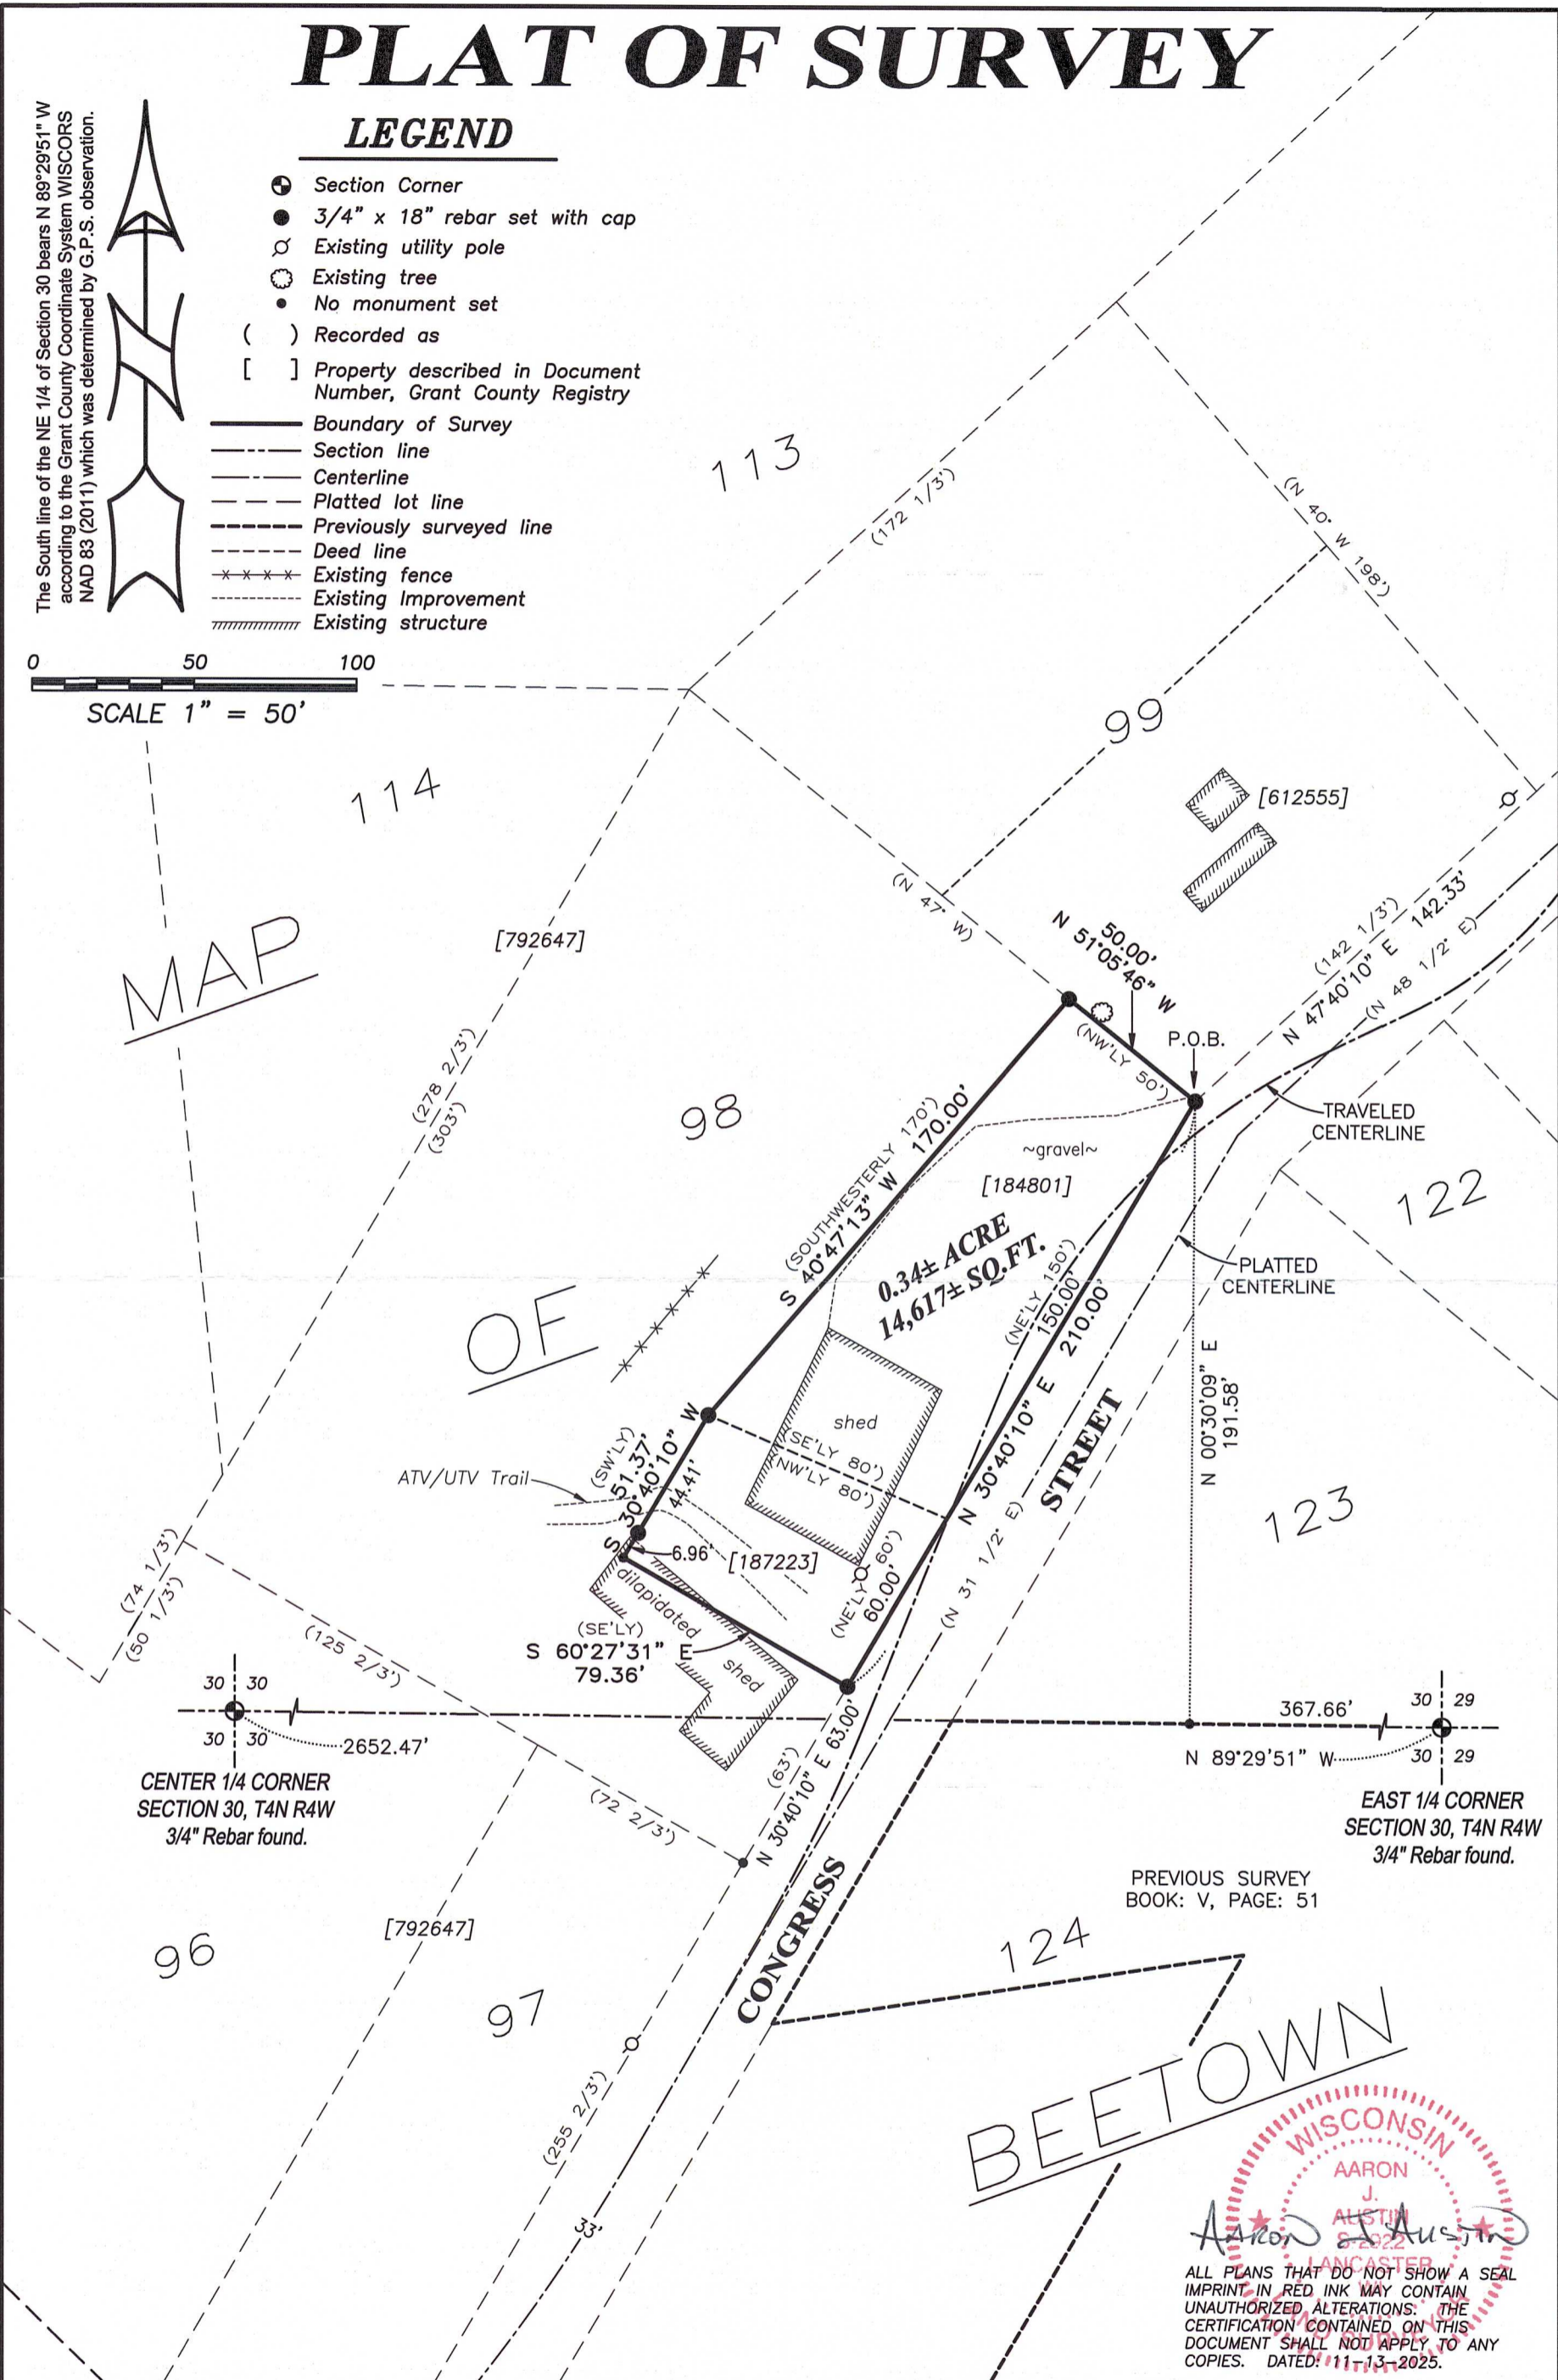 PLAT OF SURVEY
The South line of the NE 1/4 of Section 30 bears N 89°29'51" W
according to the Grant County Coordinate System WISCORS
NAD 83 (2011) which was determined by G.P.S. observation.
N
LEGEND
Section Corner
3/4" x 18" rebar set with cap
Existing utility pole
Existing tree
No monument set
( ) Recorded as
[ ] Property described in Document
Number, Grant County Registry
Boundary of Survey
Section line
Centerline
Platted lot line
Previously surveyed line
Deed line
Existing fence
Existing Improvement
Existing structure
0 50 100
SCALE 1" = 50'
113
(172 1/3')
(N 40° W 198')
99
[612555]
114
(N 47° W)
[792647]
MAP
50.00'
N 51°05'46" W
(NW'LY 50')
P.O.B.
(142 1/3')
N 47°40'10" E 142.33'
(N 48 1/2° E)
TRAVELED
CENTERLINE
(278 2/3')
(303')
98
(SOUTHWESTERLY 170')
S 40°47'13" W 170.00'
~gravel~
[184801]
0.34± ACRE
14,617± SQ.FT.
122
PLATTED
CENTERLINE
(NE'LY 150')
150.00'
N 30°40'10" E 210.00'
OF
N 00°30'09" E
191.58'
STREET
shed
(SE'LY 80')
(NW'LY 80')
(SW'LY)
51.37'
S 30°40'10" W
44.41'
ATV/UTV Trail
123
(N 31 1/2° E)
6.96'
[187223]
(NE'LY 60')
60.00'
dilapidated
shed
(SE'LY)
S 60°27'31" E
79.36'
(74 1/3')
(50 1/3')
(125 2/3')
30 30
30 30
2652.47'
CENTER 1/4 CORNER
SECTION 30, T4N R4W
3/4" Rebar found.
367.66'
N 89°29'51" W
30 29
30 29
EAST 1/4 CORNER
SECTION 30, T4N R4W
3/4" Rebar found.
(63')
N 30°40'10" E 63.00'
(72 2/3')
PREVIOUS SURVEY
BOOK: V, PAGE: 51
CONGRESS
[792647]
96
97
124
(255 2/3')
33'
BEETOWN
WISCONSIN
AARON
J.
AUSTIN
S-2922
LANCASTER
WI
LAND SURVEYOR
Aaron J Austin
ALL PLANS THAT DO NOT SHOW A SEAL
IMPRINT IN RED INK MAY CONTAIN
UNAUTHORIZED ALTERATIONS. THE
CERTIFICATION CONTAINED ON THIS
DOCUMENT SHALL NOT APPLY TO ANY
COPIES. DATED: 11-13-2025.